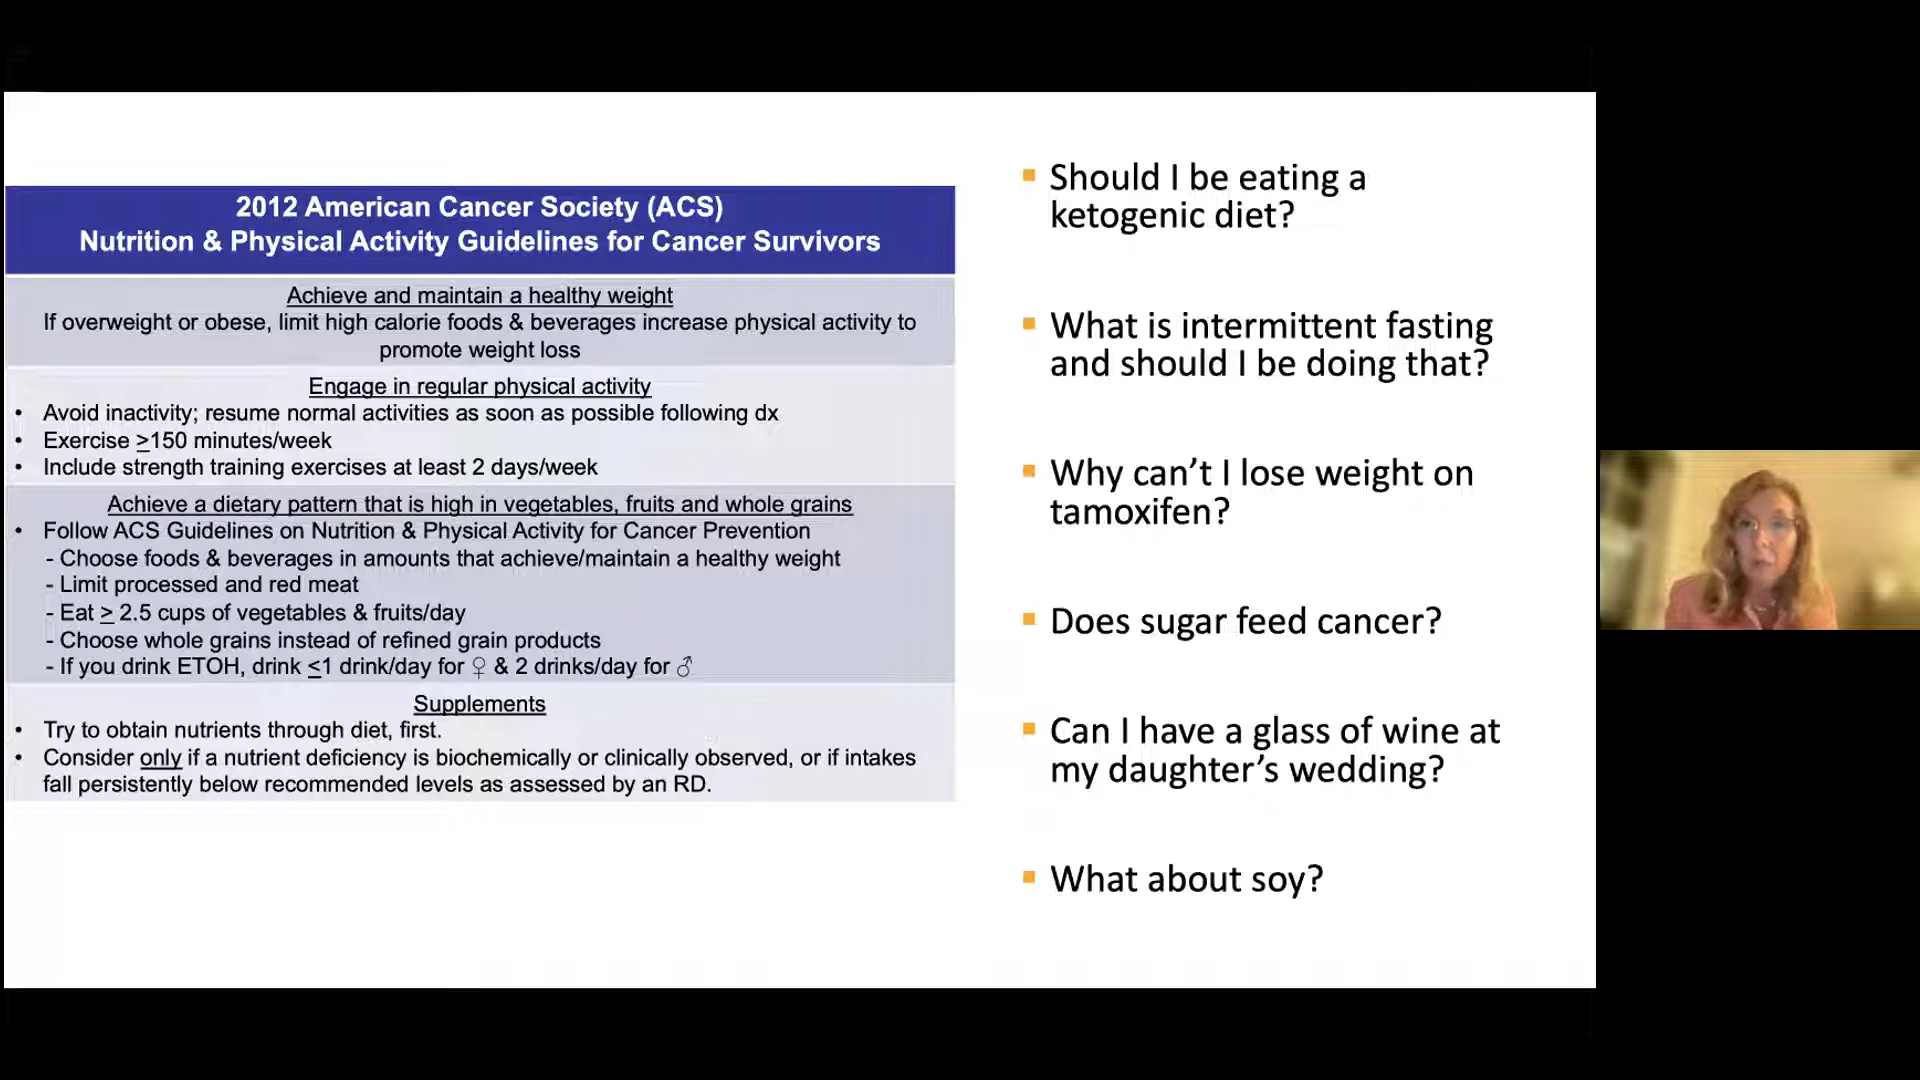 2012 American Cancer Society (ACS)
Nutrition & Physical Activity Guidelines for Cancer Survivors
Achieve and maintain a healthy weight
If overweight or obese, limit high calorie foods & beverages increase physical activity to
promote weight loss
Engage in regular physical activity
• Avoid inactivity; resume normal activities as soon as possible following dx
• Exercise ≥150 minutes/week
• Include strength training exercises at least 2 days/week
Achieve a dietary pattern that is high in vegetables, fruits and whole grains
• Follow ACS Guidelines on Nutrition & Physical Activity for Cancer Prevention
- Choose foods & beverages in amounts that achieve/maintain a healthy weight
- Limit processed and red meat
- Eat ≥ 2.5 cups of vegetables & fruits/day
- Choose whole grains instead of refined grain products
- If you drink ETOH, drink ≤1 drink/day for ♀ & 2 drinks/day for ♂
Supplements
• Try to obtain nutrients through diet, first.
• Consider only if a nutrient deficiency is biochemically or clinically observed, or if intakes
fall persistently below recommended levels as assessed by an RD.
▪ Should I be eating a
ketogenic diet?
▪ What is intermittent fasting
and should I be doing that?
▪ Why can’t I lose weight on
tamoxifen?
▪ Does sugar feed cancer?
▪ Can I have a glass of wine at
my daughter’s wedding?
▪ What about soy?